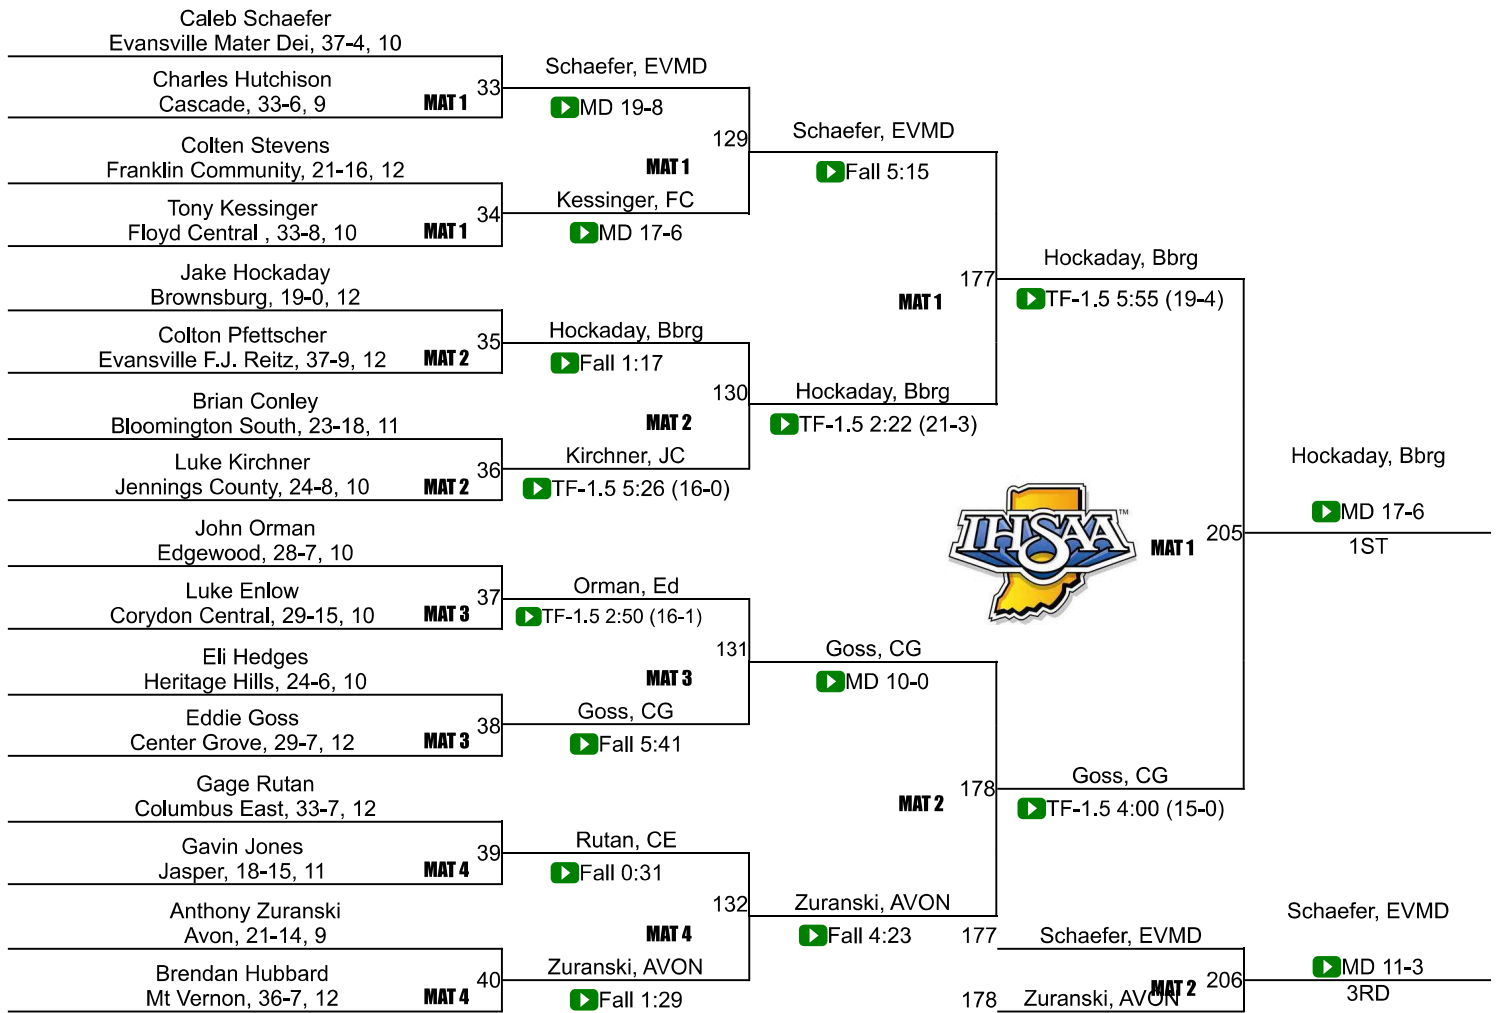 Caleb Schaefer
Evansville Mater Dei, 37-4, 10
Charles Hutchison
Cascade, 33-6, 9
MAT 1
33
Schaefer, EVMD
MD 19-8
Colten Stevens
Franklin Community, 21-16, 12
Tony Kessinger
Floyd Central , 33-8, 10
MAT 1
34
Kessinger, FC
MD 17-6
129
MAT 1
Schaefer, EVMD
Fall 5:15
Jake Hockaday
Brownsburg, 19-0, 12
Colton Pfettscher
Evansville F.J. Reitz, 37-9, 12
MAT 2
35
Hockaday, Bbrg
Fall 1:17
Brian Conley
Bloomington South, 23-18, 11
Luke Kirchner
Jennings County, 24-8, 10
MAT 2
36
Kirchner, JC
TF-1.5 5:26 (16-0)
130
MAT 2
Hockaday, Bbrg
TF-1.5 2:22 (21-3)
177
MAT 1
Hockaday, Bbrg
TF-1.5 5:55 (19-4)
John Orman
Edgewood, 28-7, 10
Luke Enlow
Corydon Central, 29-15, 10
MAT 3
37
Orman, Ed
TF-1.5 2:50 (16-1)
Eli Hedges
Heritage Hills, 24-6, 10
Eddie Goss
Center Grove, 29-7, 12
MAT 3
38
Goss, CG
Fall 5:41
131
MAT 3
Goss, CG
MD 10-0
Gage Rutan
Columbus East, 33-7, 12
Gavin Jones
Jasper, 18-15, 11
MAT 4
39
Rutan, CE
Fall 0:31
Anthony Zuranski
Avon, 21-14, 9
Brendan Hubbard
Mt Vernon, 36-7, 12
MAT 4
40
Zuranski, AVON
Fall 1:29
132
MAT 4
Zuranski, AVON
Fall 4:23
178
MAT 2
Goss, CG
TF-1.5 4:00 (15-0)
IHSAA™
MAT 1
205
Hockaday, Bbrg
MD 17-6
1ST
177
Schaefer, EVMD
178
Zuranski, AVON
MAT 2
206
Schaefer, EVMD
MD 11-3
3RD